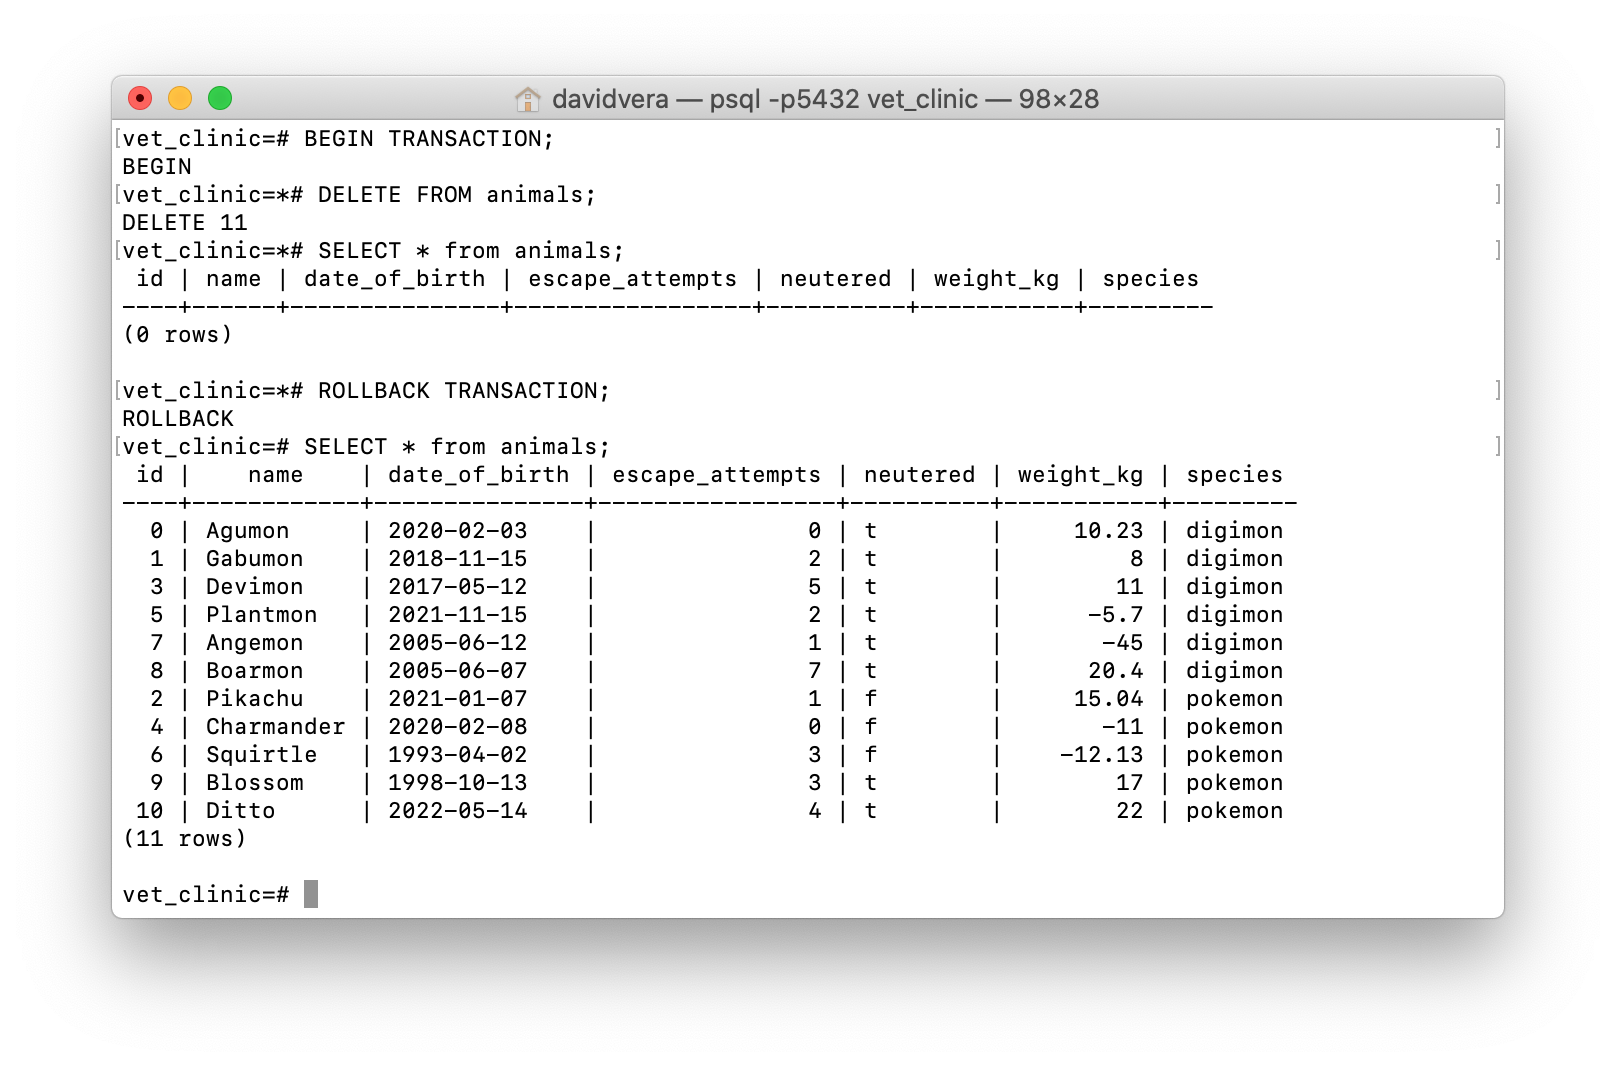 davidvera — psql -p5432 vet_clinic — 98×28
[vet_clinic=# BEGIN TRANSACTION; ]
BEGIN
[vet_clinic=*# DELETE FROM animals; ]
DELETE 11
[vet_clinic=*# SELECT * from animals; ]
 id | name | date_of_birth | escape_attempts | neutered | weight_kg | species
----+------+---------------+-----------------+----------+-----------+---------
(0 rows)

[vet_clinic=*# ROLLBACK TRANSACTION; ]
ROLLBACK
[vet_clinic=# SELECT * from animals; ]
 id |    name    | date_of_birth | escape_attempts | neutered | weight_kg | species
----+------------+---------------+-----------------+----------+-----------+---------
  0 | Agumon     | 2020-02-03    |               0 | t        |     10.23 | digimon
  1 | Gabumon    | 2018-11-15    |               2 | t        |         8 | digimon
  3 | Devimon    | 2017-05-12    |               5 | t        |        11 | digimon
  5 | Plantmon   | 2021-11-15    |               2 | t        |      -5.7 | digimon
  7 | Angemon    | 2005-06-12    |               1 | t        |       -45 | digimon
  8 | Boarmon    | 2005-06-07    |               7 | t        |      20.4 | digimon
  2 | Pikachu    | 2021-01-07    |               1 | f        |     15.04 | pokemon
  4 | Charmander | 2020-02-08    |               0 | f        |       -11 | pokemon
  6 | Squirtle   | 1993-04-02    |               3 | f        |    -12.13 | pokemon
  9 | Blossom    | 1998-10-13    |               3 | t        |        17 | pokemon
 10 | Ditto      | 2022-05-14    |               4 | t        |        22 | pokemon
(11 rows)

vet_clinic=#